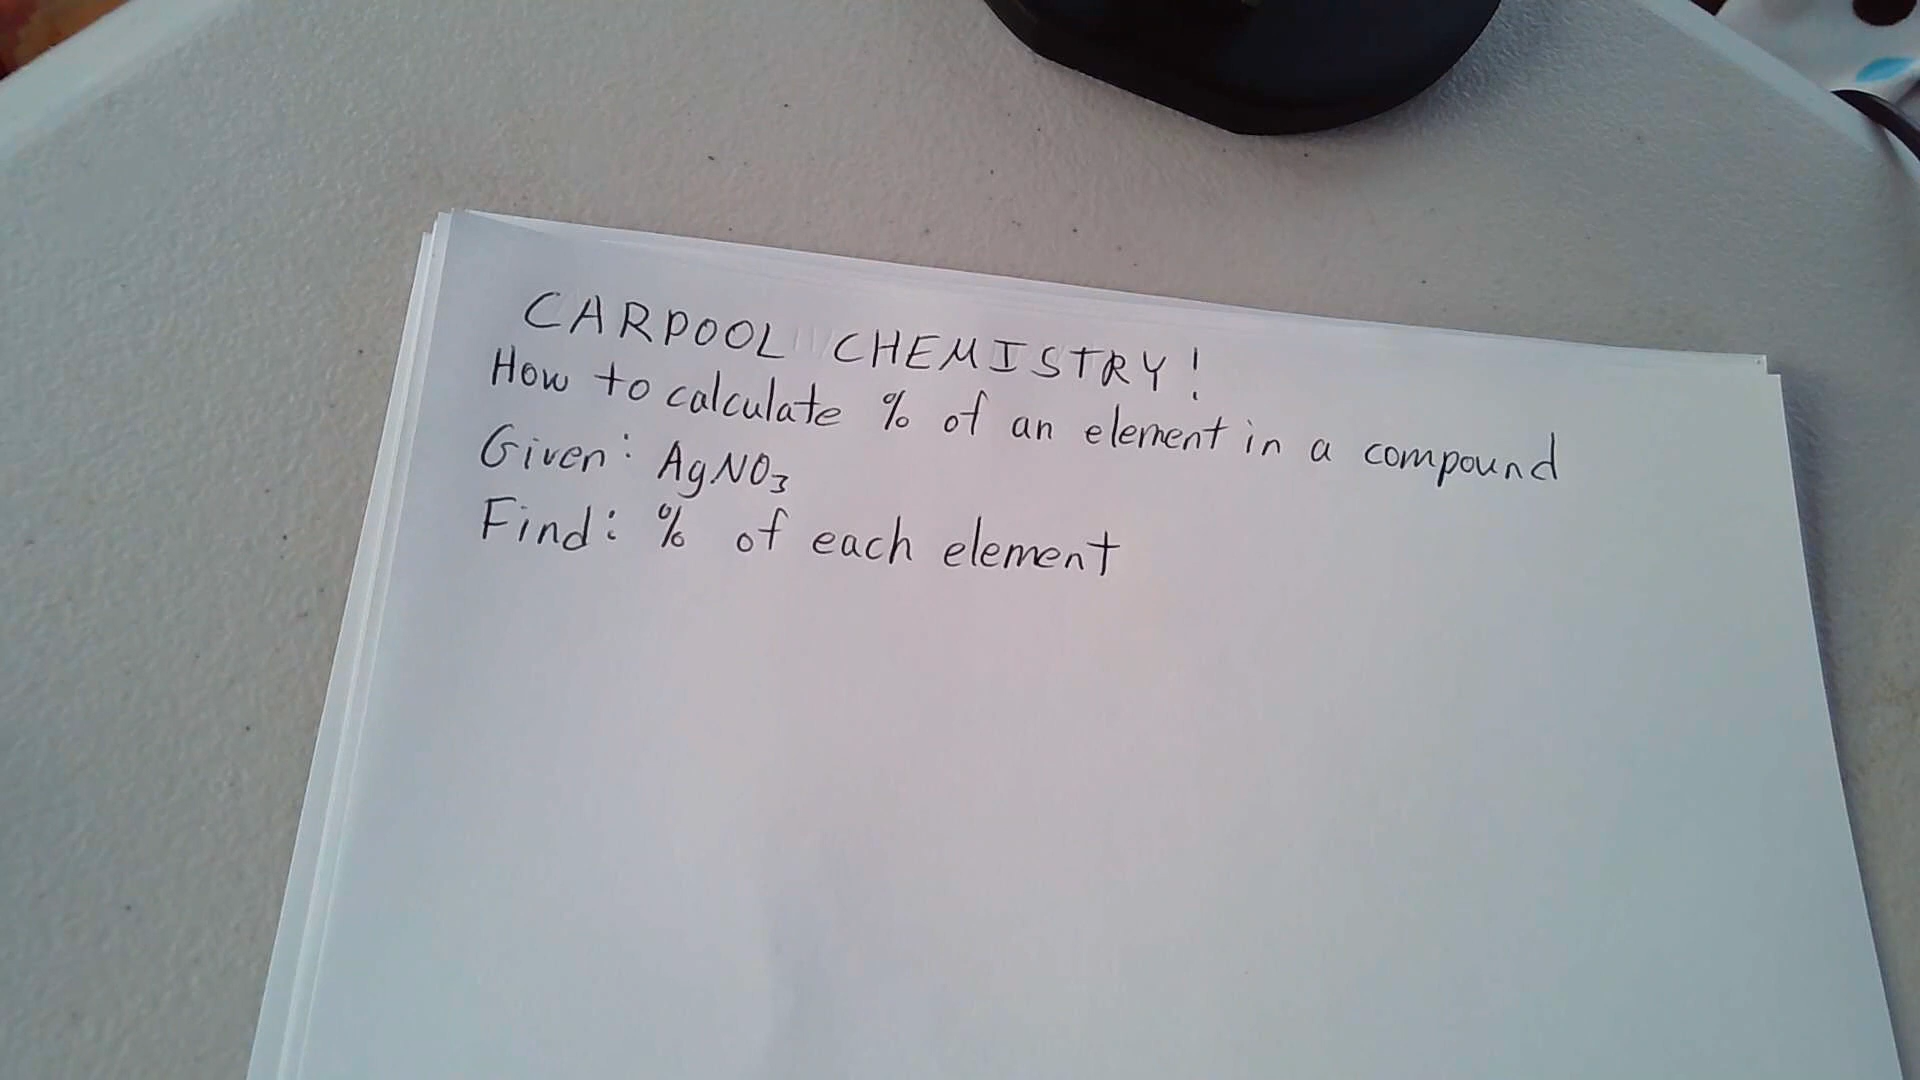 CARPOOL CHEMISTRY!
How to calculate % of an element in a compound
Given: AgNO₃
Find: % of each element